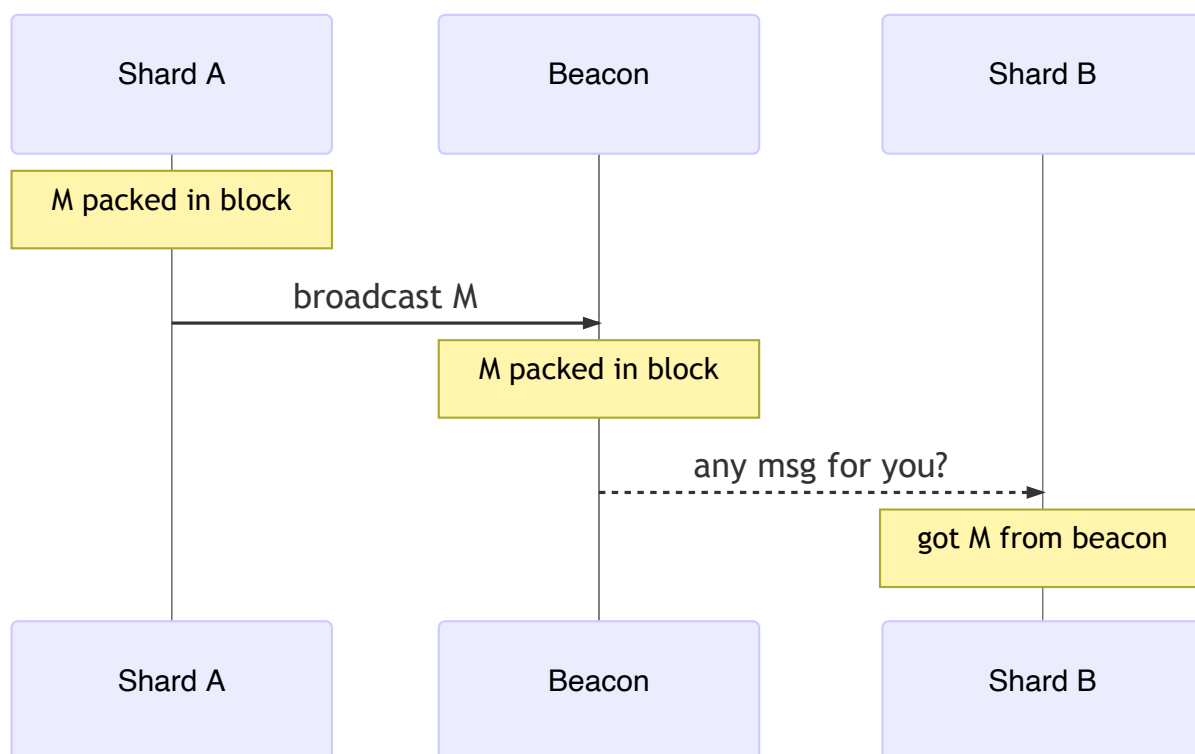 Shard A
Beacon
Shard B
M packed in block
broadcast M
M packed in block
any msg for you?
got M from beacon
Shard A
Beacon
Shard B